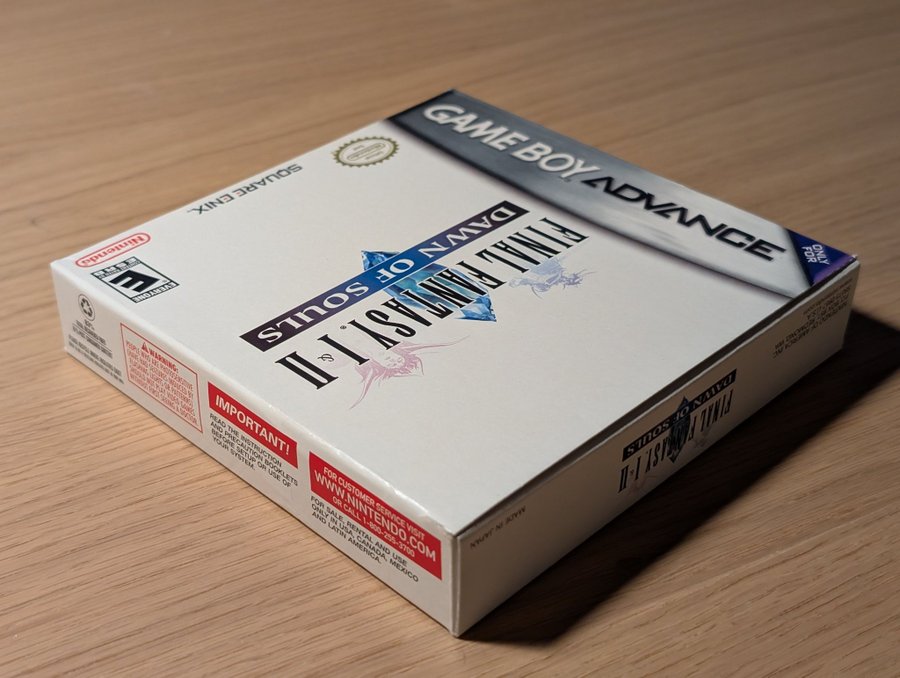 GAME BOY ADVANCE
ONLY
FOR
FINAL FANTASY® I & II
DAWN OF SOULS
SQUARE ENIX.
Nintendo
EVERYONE
E
WARNING:
IMPORTANT!
READ THE INSTRUCTION
AND PRECAUTION BOOKLETS
BEFORE SETUP OR USE OF
YOUR SYSTEM.
FOR CUSTOMER SERVICE VISIT
WWW.NINTENDO.COM
OR CALL 1-800-255-3700
FOR SALE, RENTAL AND USE
ONLY IN USA, CANADA, MEXICO
AND LATIN AMERICA.
FINAL FANTASY I & II
DAWN OF SOULS
MADE IN JAPAN